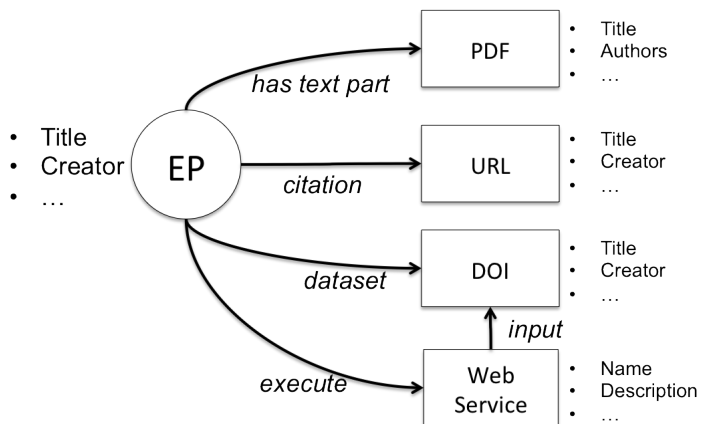 PDF
• Title
• Authors
• …
has text part
• Title
• Creator
• …
EP
citation
URL
• Title
• Creator
• …
dataset
DOI
• Title
• Creator
• …
input
execute
Web
Service
• Name
• Description
• …